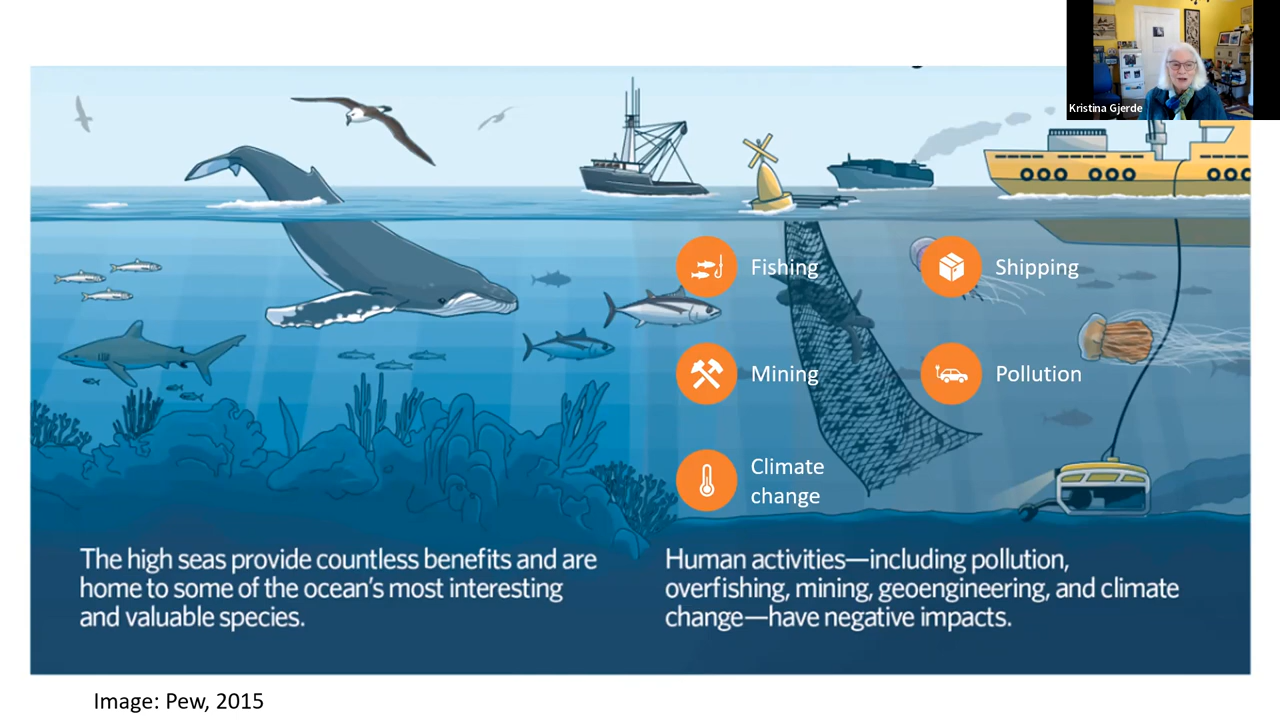 Kristina Gjerde
Fishing
Shipping
Mining
Pollution
Climate
change
The high seas provide countless benefits and are
home to some of the ocean's most interesting
and valuable species.
Human activities—including pollution,
overfishing, mining, geoengineering, and climate
change—have negative impacts.
Image: Pew, 2015